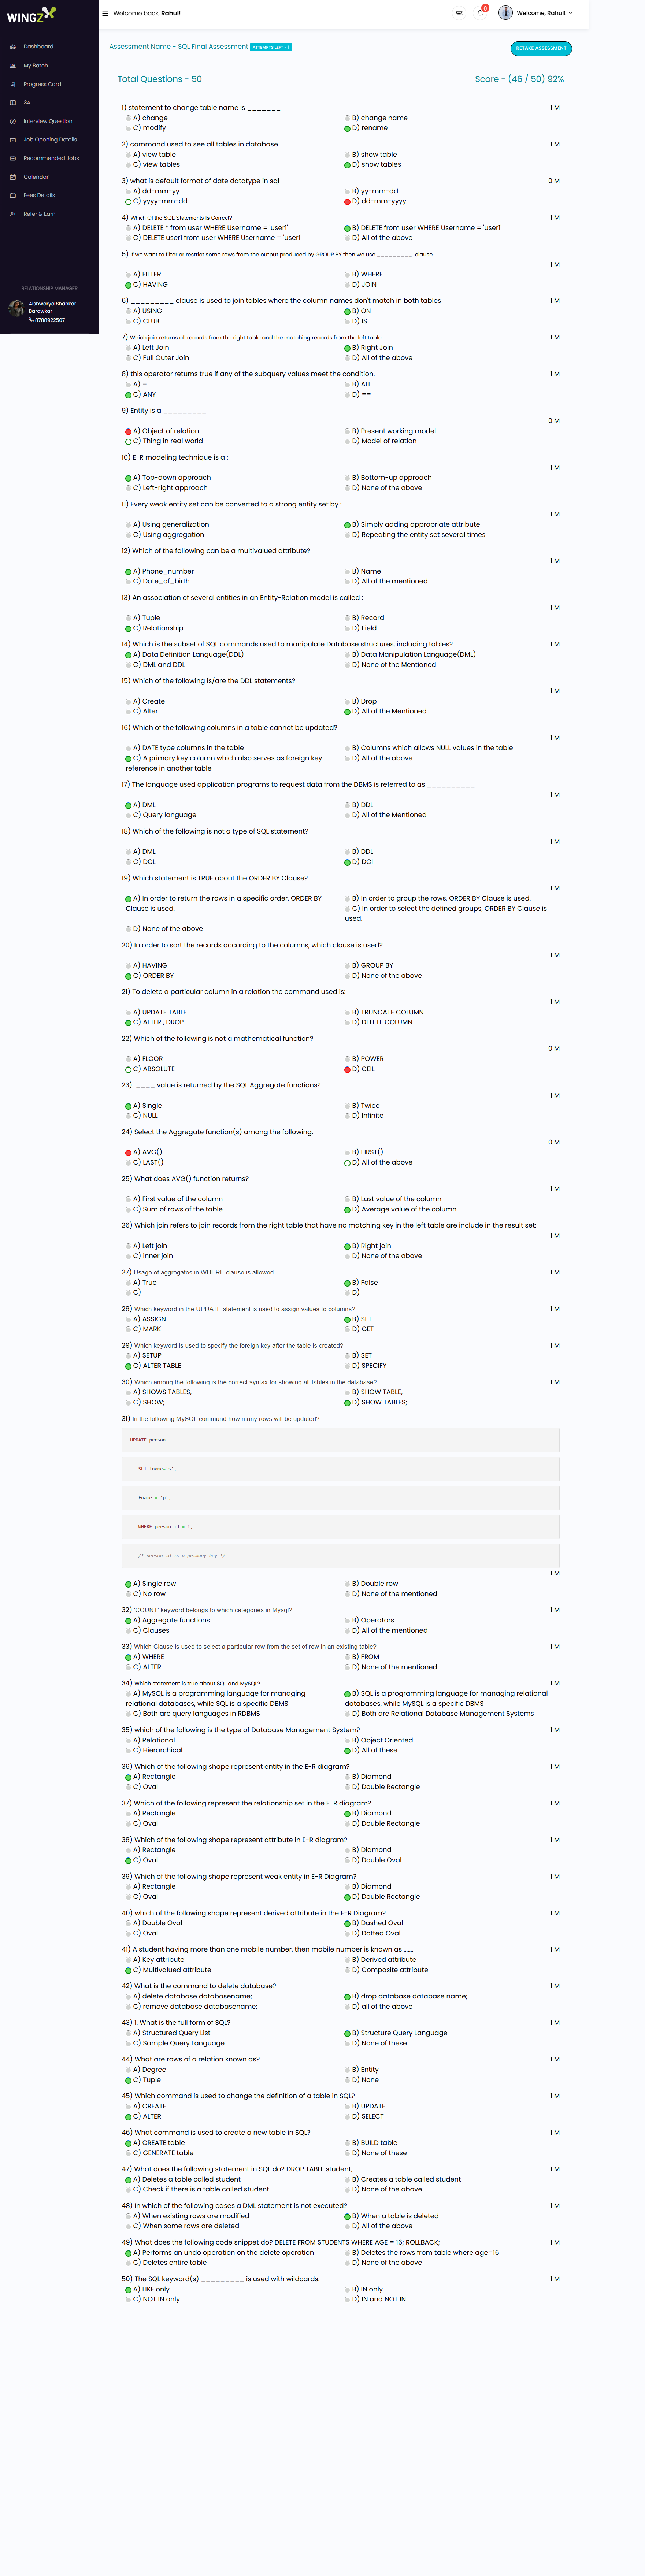 WINGZ
Welcome back, Rahul!
0
Welcome, Rahul!
Dashboard
My Batch
Progress Card
3A
Interview Question
Job Opening Details
Recommended Jobs
Calendar
Fees Details
Refer & Earn
RELATIONSHIP MANAGER
Aishwarya Shankar
Barawkar
8788922507
Assessment Name - SQL Final Assessment ATTEMPTS LEFT - 1
RETAKE ASSESSMENT
Total Questions - 50
Score - (46 / 50) 92%
1) statement to change table name is _______ 1 M
A) change B) change name
C) modify D) rename
2) command used to see all tables in database 1 M
A) view table B) show table
C) view tables D) show tables
3) what is default format of date datatype in sql 0 M
A) dd-mm-yy B) yy-mm-dd
C) yyyy-mm-dd D) dd-mm-yyyy
4) Which Of the SQL Statements Is Correct? 1 M
A) DELETE * from user WHERE Username = 'user1' B) DELETE from user WHERE Username = 'user1'
C) DELETE user1 from user WHERE Username = 'user1' D) All of the above
5) If we want to filter or restrict some rows from the output produced by GROUP BY then we use _________ clause
1 M
A) FILTER B) WHERE
C) HAVING D) JOIN
6) _________ clause is used to join tables where the column names don't match in both tables 1 M
A) USING B) ON
C) CLUB D) IS
7) Which join returns all records from the right table and the matching records from the left table 1 M
A) Left Join B) Right Join
C) Full Outer Join D) All of the above
8) this operator returns true if any of the subquery values meet the condition. 1 M
A) = B) ALL
C) ANY D) ==
9) Entity is a _________
0 M
A) Object of relation B) Present working model
C) Thing in real world D) Model of relation
10) E-R modeling technique is a :
1 M
A) Top-down approach B) Bottom-up approach
C) Left-right approach D) None of the above
11) Every weak entity set can be converted to a strong entity set by :
1 M
A) Using generalization B) Simply adding appropriate attribute
C) Using aggregation D) Repeating the entity set several times
12) Which of the following can be a multivalued attribute?
1 M
A) Phone_number B) Name
C) Date_of_birth D) All of the mentioned
13) An association of several entities in an Entity-Relation model is called :
1 M
A) Tuple B) Record
C) Relationship D) Field
14) Which is the subset of SQL commands used to manipulate Database structures, including tables? 1 M
A) Data Definition Language(DDL) B) Data Manipulation Language(DML)
C) DML and DDL D) None of the Mentioned
15) Which of the following is/are the DDL statements?
1 M
A) Create B) Drop
C) Alter D) All of the Mentioned
16) Which of the following columns in a table cannot be updated?
1 M
A) DATE type columns in the table B) Columns which allows NULL values in the table
C) A primary key column which also serves as foreign key D) All of the above
reference in another table
17) The language used application programs to request data from the DBMS is referred to as __________
1 M
A) DML B) DDL
C) Query language D) All of the Mentioned
18) Which of the following is not a type of SQL statement?
1 M
A) DML B) DDL
C) DCL D) DCI
19) Which statement is TRUE about the ORDER BY Clause?
1 M
A) In order to return the rows in a specific order, ORDER BY B) In order to group the rows, ORDER BY Clause is used.
Clause is used. C) In order to select the defined groups, ORDER BY Clause is
used.
D) None of the above
20) In order to sort the records according to the columns, which clause is used?
1 M
A) HAVING B) GROUP BY
C) ORDER BY D) None of the above
21) To delete a particular column in a relation the command used is:
1 M
A) UPDATE TABLE B) TRUNCATE COLUMN
C) ALTER , DROP D) DELETE COLUMN
22) Which of the following is not a mathematical function?
0 M
A) FLOOR B) POWER
C) ABSOLUTE D) CEIL
23) ____ value is returned by the SQL Aggregate functions?
1 M
A) Single B) Twice
C) NULL D) Infinite
24) Select the Aggregate function(s) among the following.
0 M
A) AVG() B) FIRST()
C) LAST() D) All of the above
25) What does AVG() function returns?
1 M
A) First value of the column B) Last value of the column
C) Sum of rows of the table D) Average value of the column
26) Which join refers to join records from the right table that have no matching key in the left table are include in the result set:
1 M
A) Left join B) Right join
C) inner join D) None of the above
27) Usage of aggregates in WHERE clause is allowed. 1 M
A) True B) False
C) - D) -
28) Which keyword in the UPDATE statement is used to assign values to columns? 1 M
A) ASSIGN B) SET
C) MARK D) GET
29) Which keyword is used to specify the foreign key after the table is created? 1 M
A) SETUP B) SET
C) ALTER TABLE D) SPECIFY
30) Which among the following is the correct syntax for showing all tables in the database? 1 M
A) SHOWS TABLES; B) SHOW TABLE;
C) SHOW; D) SHOW TABLES;
31) In the following MySQL command how many rows will be updated?
UPDATE person
SET lname='s',
Fname = 'p',
WHERE person_id = 1;
/* person_id is a primary key */
1 M
A) Single row B) Double row
C) No row D) None of the mentioned
32) 'COUNT' keyword belongs to which categories in Mysql? 1 M
A) Aggregate functions B) Operators
C) Clauses D) All of the mentioned
33) Which Clause is used to select a particular row from the set of row in an existing table? 1 M
A) WHERE B) FROM
C) ALTER D) None of the mentioned
34) Which statement is true about SQL and MySQL? 1 M
A) MySQL is a programming language for managing B) SQL is a programming language for managing relational
relational databases, while SQL is a specific DBMS databases, while MySQL is a specific DBMS
C) Both are query languages in RDBMS D) Both are Relational Database Management Systems
35) which of the following is the type of Database Management System? 1 M
A) Relational B) Object Oriented
C) Hierarchical D) All of these
36) Which of the following shape represent entity in the E-R diagram? 1 M
A) Rectangle B) Diamond
C) Oval D) Double Rectangle
37) Which of the following represent the relationship set in the E-R diagram? 1 M
A) Rectangle B) Diamond
C) Oval D) Double Rectangle
38) Which of the following shape represent attribute in E-R diagram? 1 M
A) Rectangle B) Diamond
C) Oval D) Double Oval
39) Which of the following shape represent weak entity in E-R Diagram? 1 M
A) Rectangle B) Diamond
C) Oval D) Double Rectangle
40) which of the following shape represent derived attribute in the E-R Diagram? 1 M
A) Double Oval B) Dashed Oval
C) Oval D) Dotted Oval
41) A student having more than one mobile number, then mobile number is known as ...... 1 M
A) Key attribute B) Derived attribute
C) Multivalued attribute D) Composite attribute
42) What is the command to delete database? 1 M
A) delete database databasename; B) drop database database name;
C) remove database databasename; D) all of the above
43) 1. What is the full form of SQL? 1 M
A) Structured Query List B) Structure Query Language
C) Sample Query Language D) None of these
44) What are rows of a relation known as? 1 M
A) Degree B) Entity
C) Tuple D) None
45) Which command is used to change the definition of a table in SQL? 1 M
A) CREATE B) UPDATE
C) ALTER D) SELECT
46) What command is used to create a new table in SQL? 1 M
A) CREATE table B) BUILD table
C) GENERATE table D) None of these
47) What does the following statement in SQL do? DROP TABLE student; 1 M
A) Deletes a table called student B) Creates a table called student
C) Check if there is a table called student D) None of the above
48) In which of the following cases a DML statement is not executed? 1 M
A) When existing rows are modified B) When a table is deleted
C) When some rows are deleted D) All of the above
49) What does the following code snippet do? DELETE FROM STUDENTS WHERE AGE = 16; ROLLBACK; 1 M
A) Performs an undo operation on the delete operation B) Deletes the rows from table where age=16
C) Deletes entire table D) None of the above
50) The SQL keyword(s) _________ is used with wildcards. 1 M
A) LIKE only B) IN only
C) NOT IN only D) IN and NOT IN